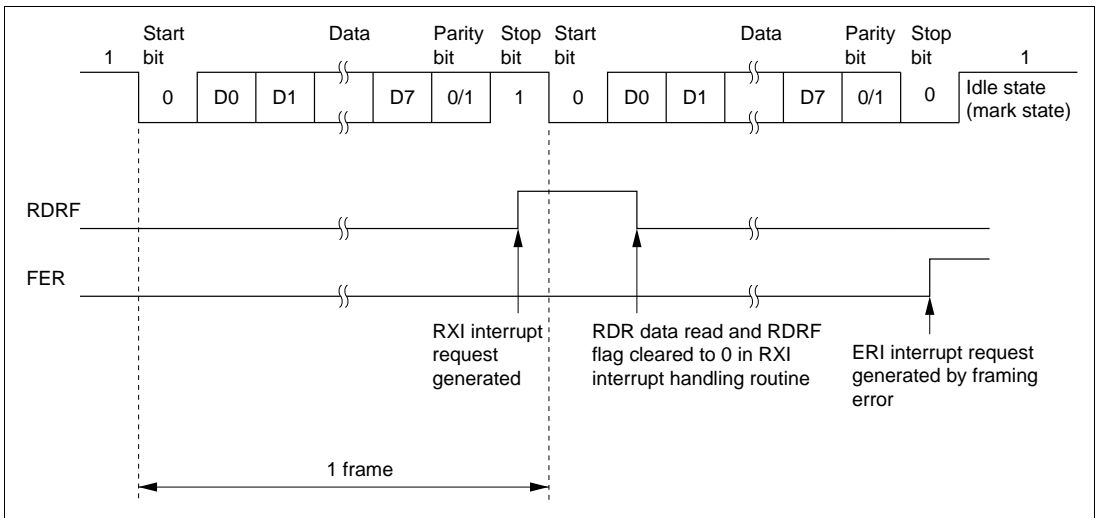 Start bit
Data
Parity bit
Stop bit
Start bit
Data
Parity bit
Stop bit
1
1
0
D0
D1
D7
0/1
1
0
D0
D1
D7
0/1
0
Idle state
(mark state)
RDRF
FER
RXI interrupt
request
generated
RDR data read and RDRF
flag cleared to 0 in RXI
interrupt handling routine
ERI interrupt request
generated by framing
error
1 frame